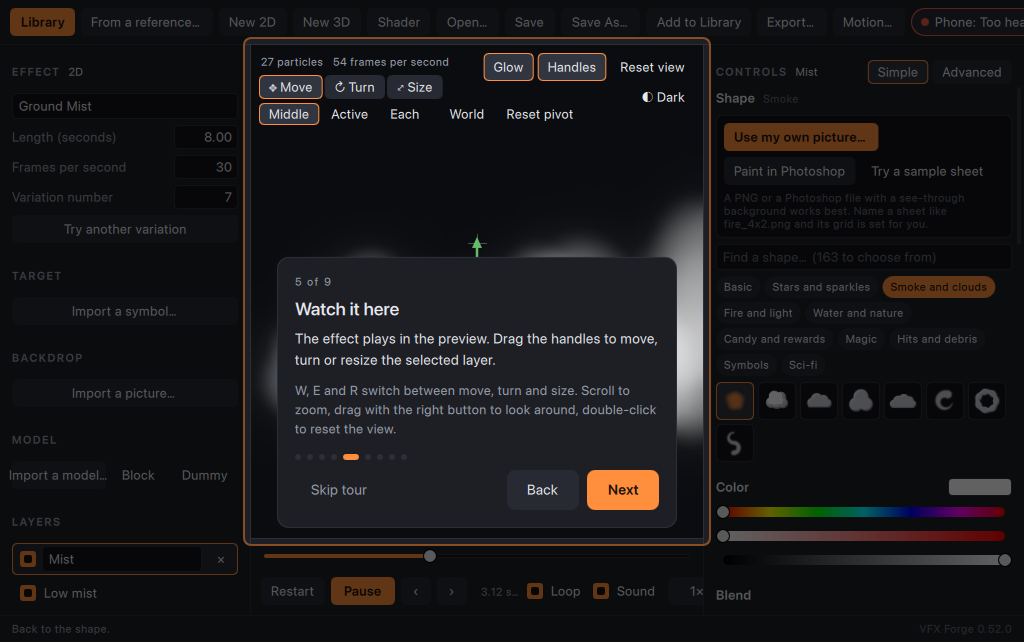 Library
From a reference...
New 2D
New 3D
Shader
Open...
Save
Save As...
Add to Library
Export...
Motion...
Phone: Too hea
EFFECT 2D
Ground Mist
Length (seconds) 8.00
Frames per second 30
Variation number 7
Try another variation
TARGET
Import a symbol...
BACKDROP
Import a picture...
MODEL
Import a model... Block Dummy
LAYERS
Mist ×
Low mist
Back to the shape.
27 particles 54 frames per second
Glow Handles Reset view
Move Turn Size
Dark
Middle Active Each World Reset pivot
5 of 9
Watch it here
The effect plays in the preview. Drag the handles to move,
turn or resize the selected layer.
W, E and R switch between move, turn and size. Scroll to
zoom, drag with the right button to look around, double-click
to reset the view.
Skip tour Back Next
Restart Pause ‹ › 3.12 s... Loop Sound 1×
CONTROLS Mist Simple Advanced
Shape Smoke
Use my own picture...
Paint in Photoshop Try a sample sheet
A PNG or a Photoshop file with a see-through
background works best. Name a sheet like
fire_4x2.png and its grid is set for you.
Find a shape... (163 to choose from)
Basic Stars and sparkles Smoke and clouds
Fire and light Water and nature
Candy and rewards Magic Hits and debris
Symbols Sci-fi
Color
Blend
VFX Forge 0.52.0